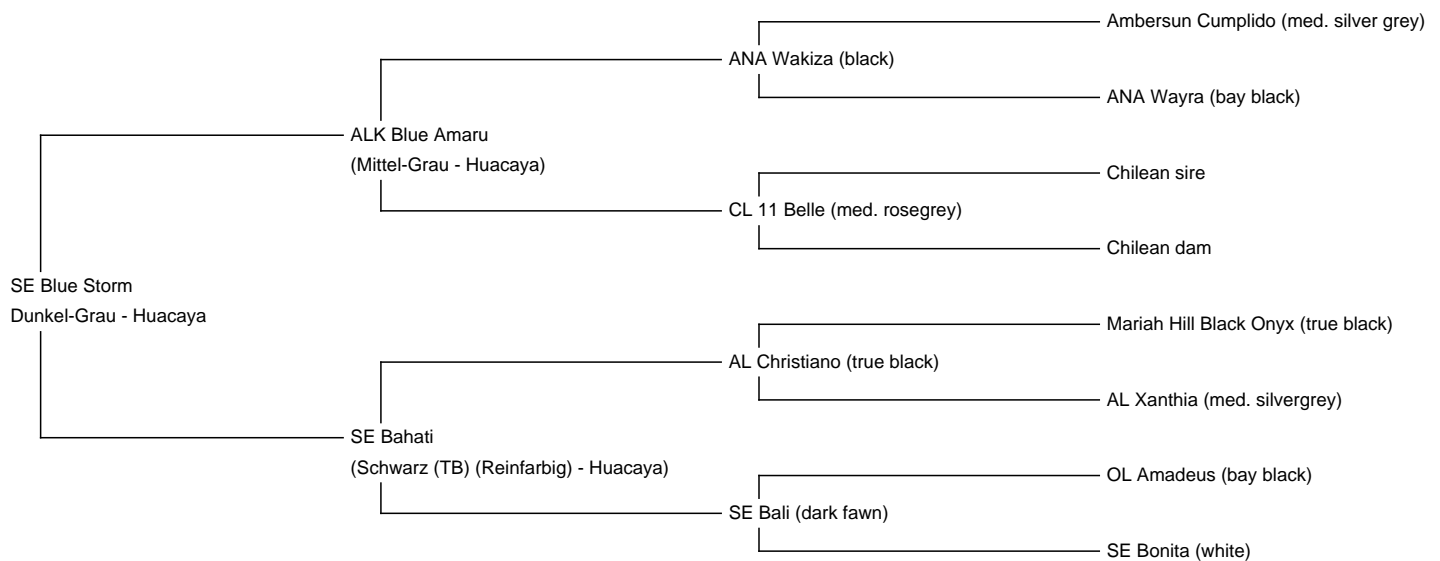 Ambersun Cumplido (med. silver grey)
ANA Wakiza (black)
ANA Wayra (bay black)
ALK Blue Amaru
(Mittel-Grau - Huacaya)
Chilean sire
CL 11 Belle (med. rosegrey)
Chilean dam
SE Blue Storm
Dunkel-Grau - Huacaya
Mariah Hill Black Onyx (true black)
AL Christiano (true black)
AL Xanthia (med. silvergrey)
SE Bahati
(Schwarz (TB) (Reinfarbig) - Huacaya)
OL Amadeus (bay black)
SE Bali (dark fawn)
SE Bonita (white)